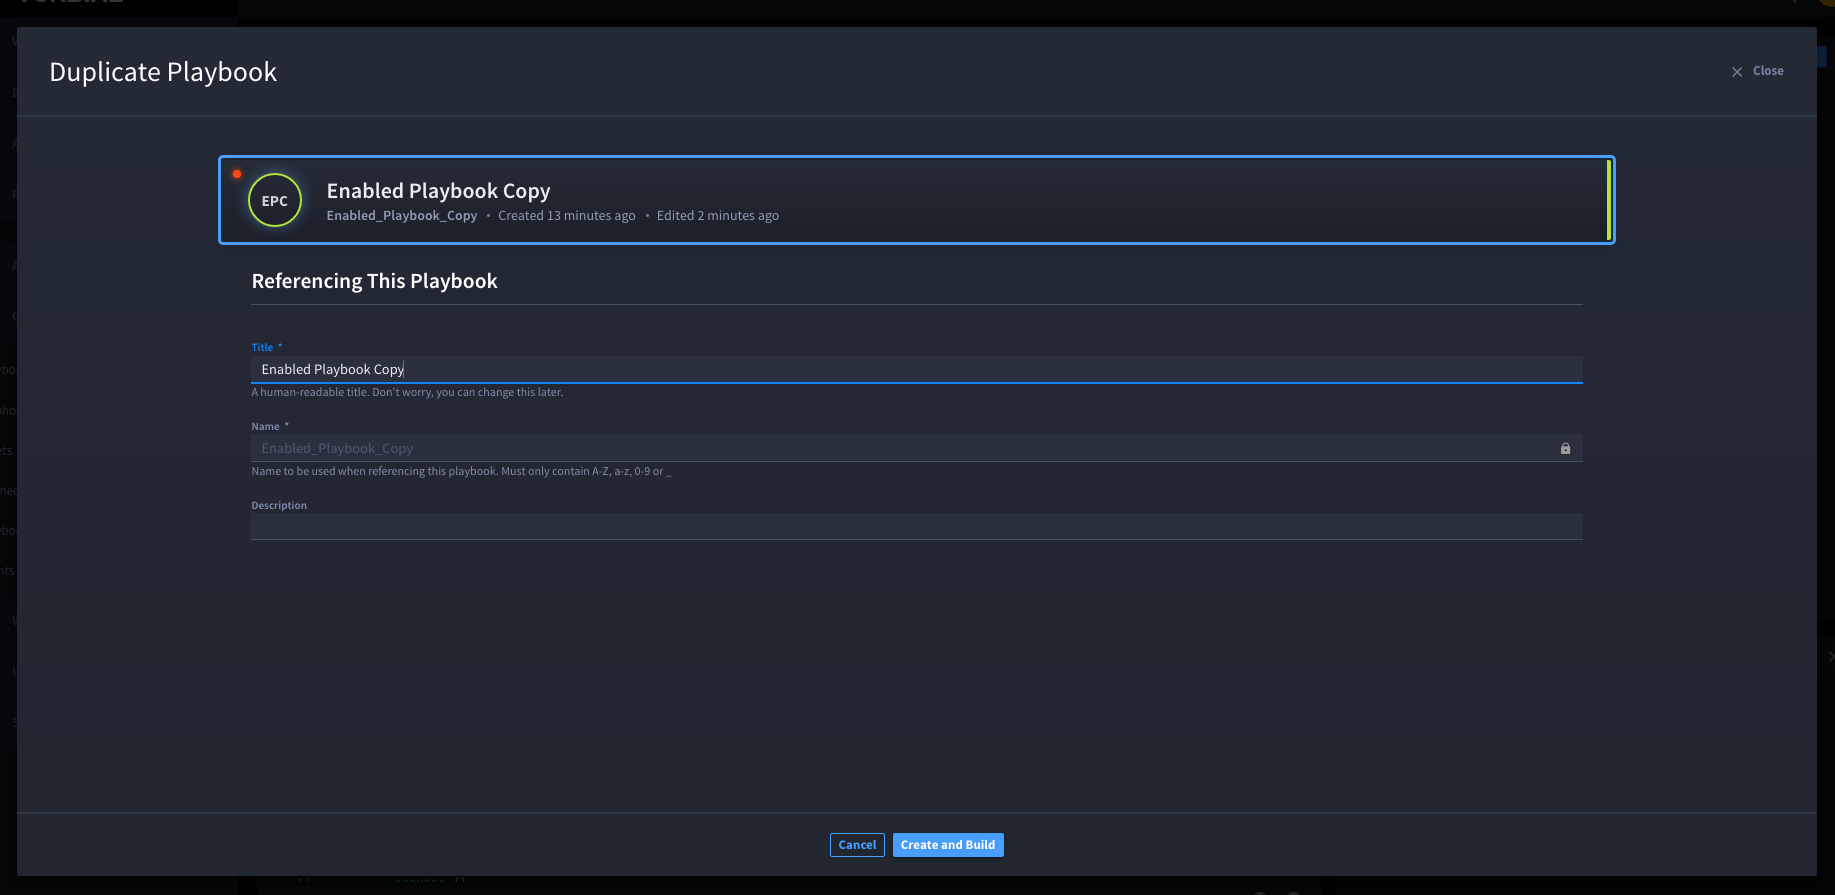 Duplicate Playbook
Close
EPC
Enabled Playbook Copy
Enabled_Playbook_Copy • Created 13 minutes ago • Edited 2 minutes ago
Referencing This Playbook
Title *
Enabled Playbook Copy
A human-readable title. Don't worry, you can change this later.
Name *
Enabled_Playbook_Copy
Name to be used when referencing this playbook. Must only contain A-Z, a-z, 0-9 or _
Description
Cancel
Create and Build